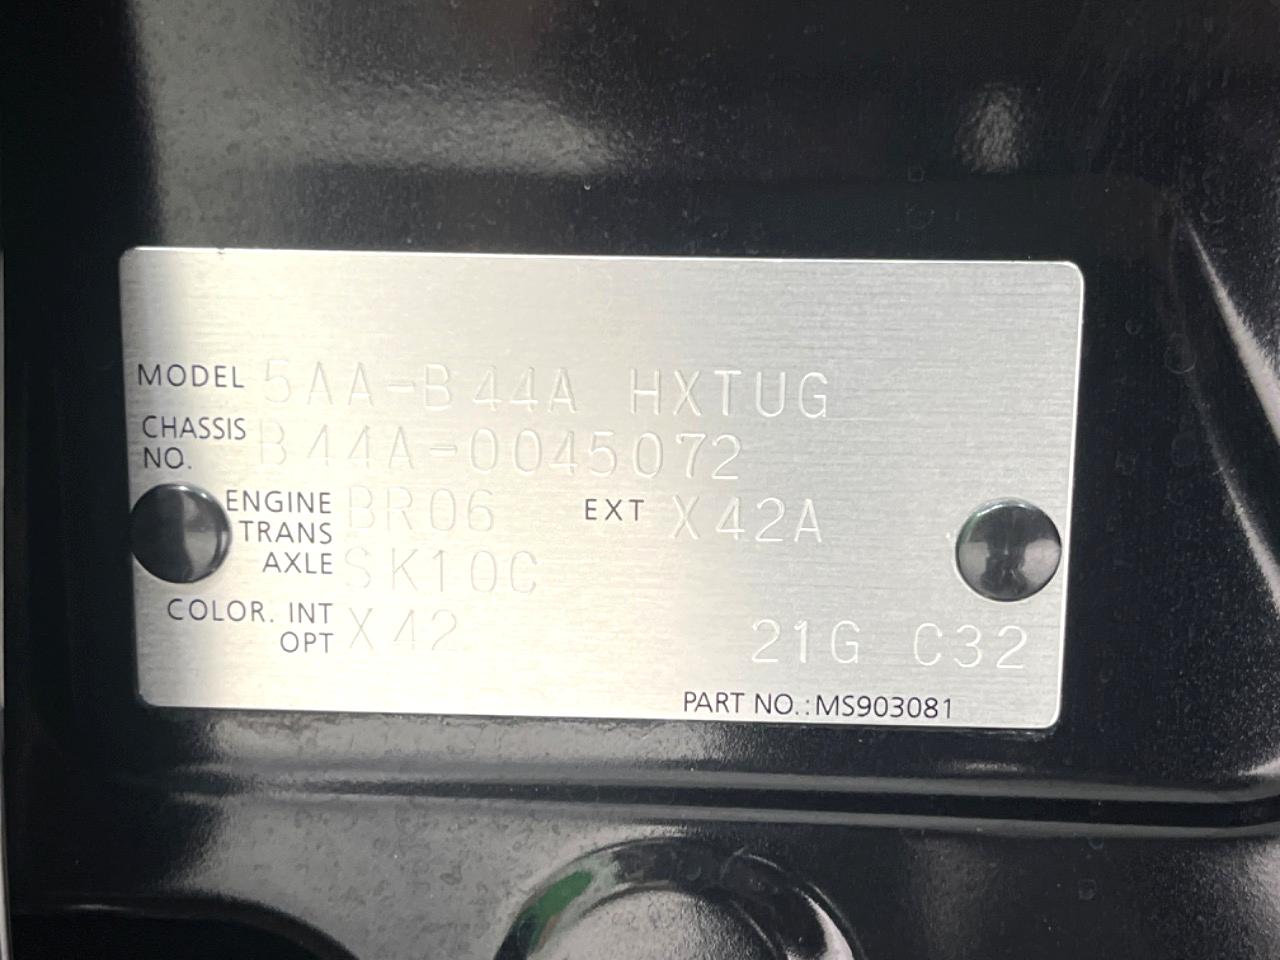 MODEL 5AA-B44A HXTUG
CHASSIS NO. B44A-0045072
ENGINE BR06 EXT X42A
TRANS AXLE SK10C
COLOR. INT OPT X42 21G C32
PART NO.:MS903081